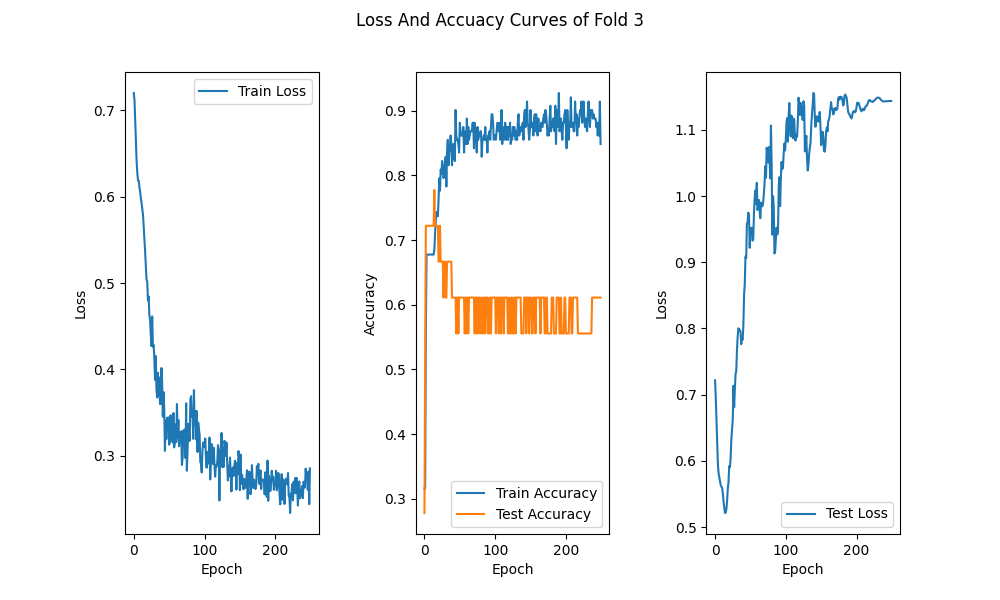 Loss And Accuacy Curves of Fold 3
Train Loss
0.7
0.6
0.5
0.4
0.3
Loss
0
100
200
Epoch
0.9
0.8
0.7
0.6
0.5
0.4
0.3
Accuracy
Train Accuracy
Test Accuracy
0
100
200
Epoch
1.1
1.0
0.9
0.8
0.7
0.6
0.5
Loss
Test Loss
0
100
200
Epoch